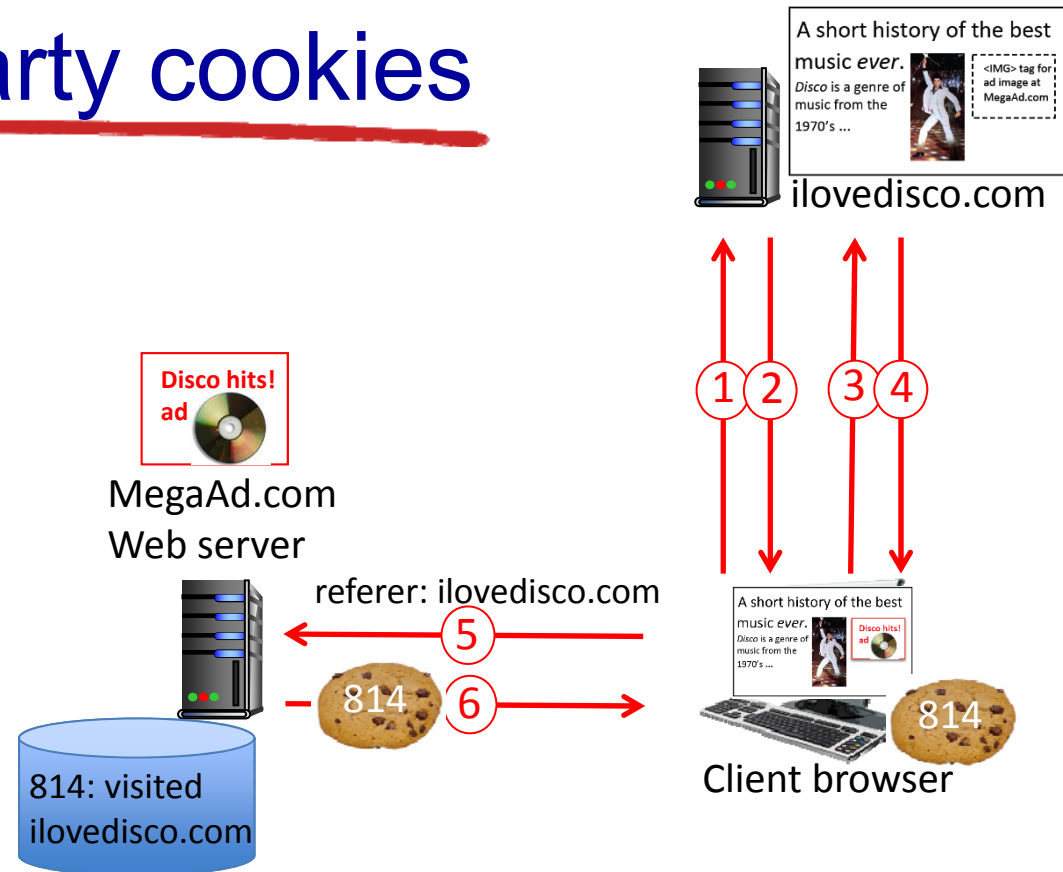 arty cookies
A short history of the best
music ever.
Disco is a genre of
music from the
1970's ...
<IMG> tag for
ad image at
MegaAd.com
ilovedisco.com
1 2 3 4
Disco hits!
ad
MegaAd.com
Web server
referer: ilovedisco.com
5
814 6
A short history of the best
music ever.
Disco is a genre of
music from the
1970's ...
Disco hits!
ad
814
Client browser
814: visited
ilovedisco.com